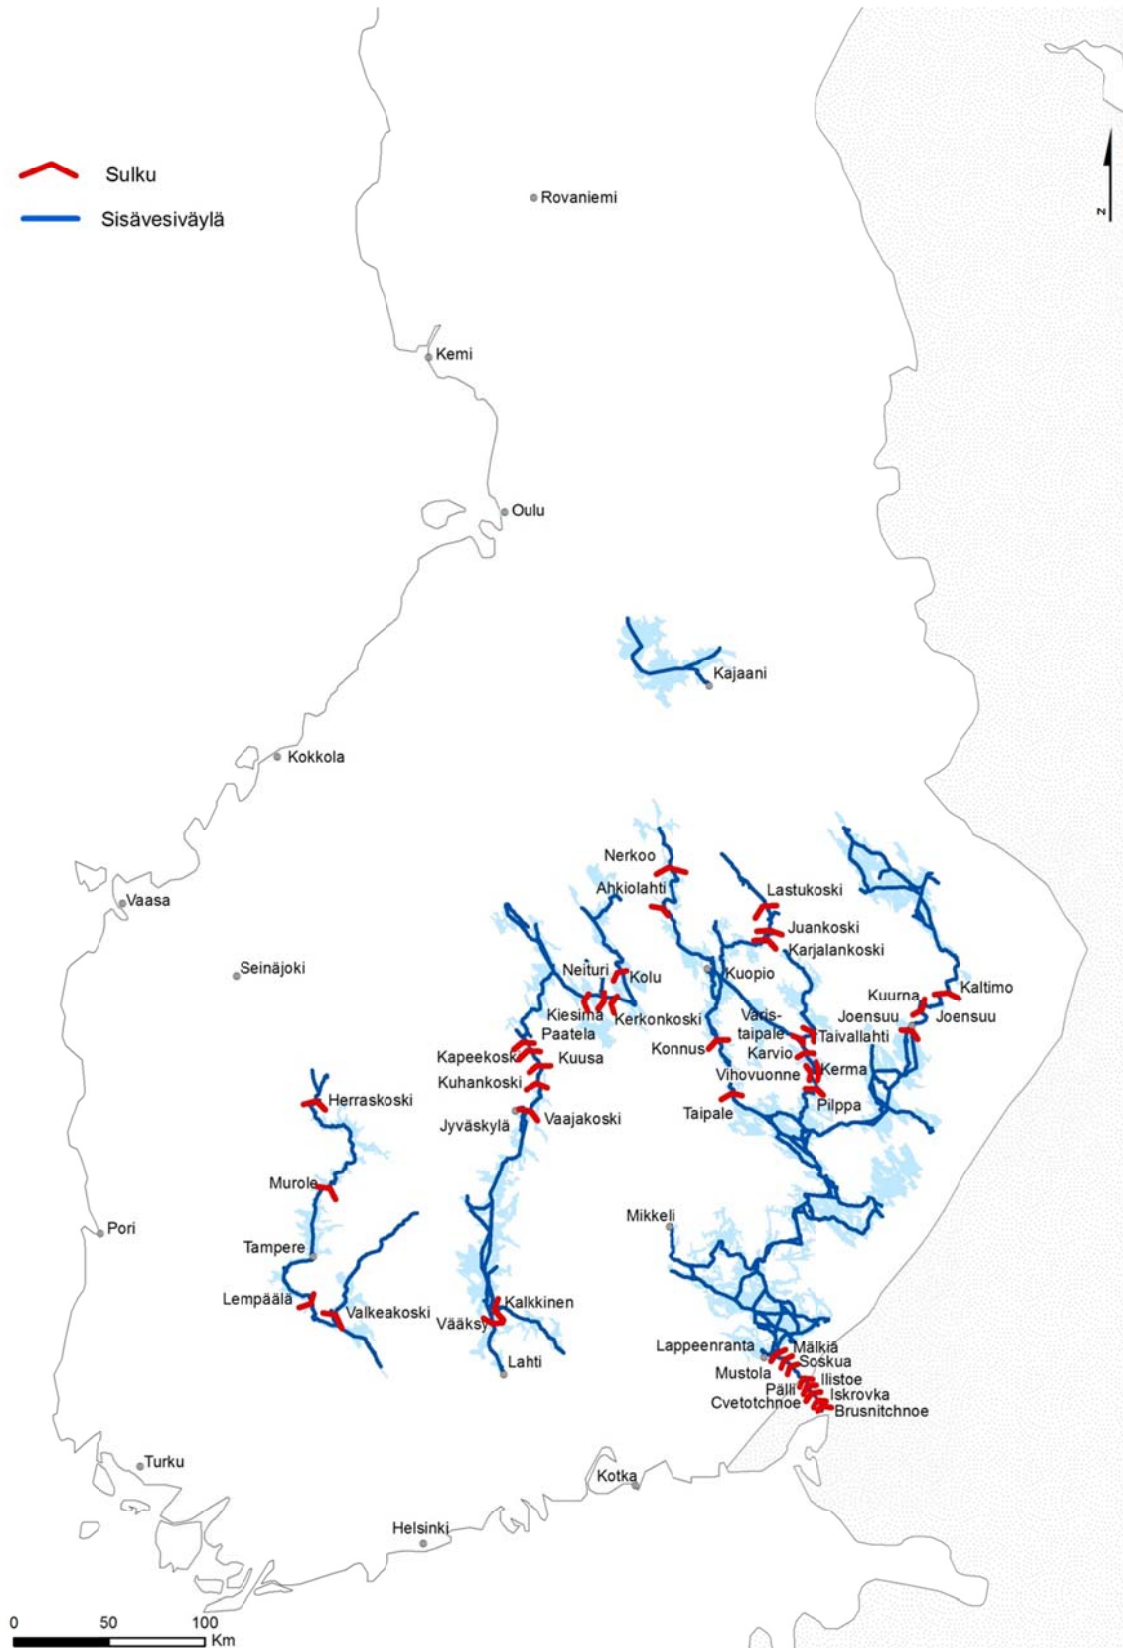 Sulku
Sisävesiväylä
Rovaniemi
N
Kemi
Oulu
Kajaani
Kokkola
Vaasa
Seinäjoki
Nerkoo
Ahkiolahti
Lastukoski
Juankoski
Karjalankoski
Kuopio
Neituri
Kolu
Kiesimä
Kerkonkoski
Paatela
Kapeekoski
Kuusa
Kuhankoski
Vaajakoski
Jyväskylä
Kaltimo
Kuurna
Joensuu
Joensuu
Varis-
taipale
Taivallahti
Konnus
Karvio
Kerma
Vihovuonne
Pilppa
Taipale
Herraskoski
Murole
Tampere
Lempäälä
Valkeakoski
Pori
Mikkeli
Kalkkinen
Vääksy
Lahti
Lappeenranta
Mälkiä
Mustola
Soskua
Ilistoe
Pälli
Iskrovka
Cvetotchnoe
Brusnitchnoe
Turku
Kotka
Helsinki
0 50 100
Km